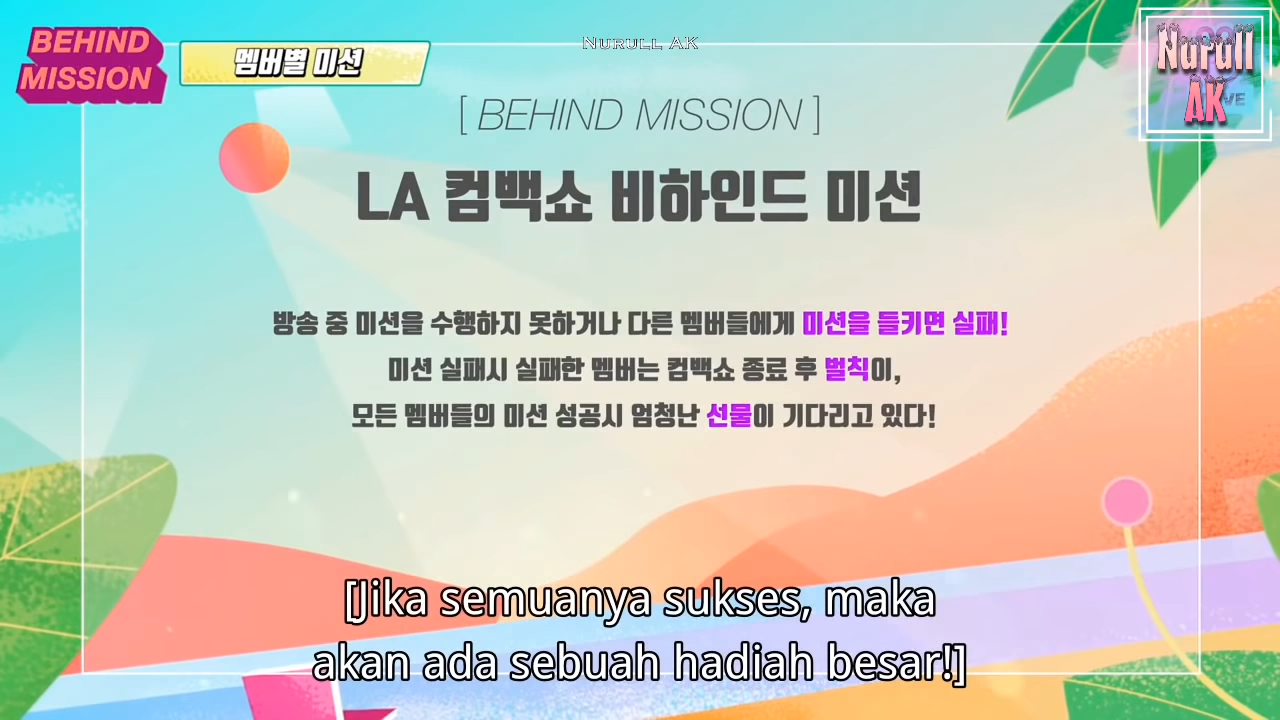 BEHIND
MISSION
멤버별 미션
Nurull AK
Nurull
AK
[ BEHIND MISSION ]
LA 컴백쇼 비하인드 미션
방송 중 미션을 수행하지 못하거나 다른 멤버들에게 미션을 들키면 실패!
미션 실패시 실패한 멤버는 컴백쇼 종료 후 벌칙이,
모든 멤버들의 미션 성공시 엄청난 선물이 기다리고 있다!
[Jika semuanya sukses, maka
akan ada sebuah hadiah besar!]